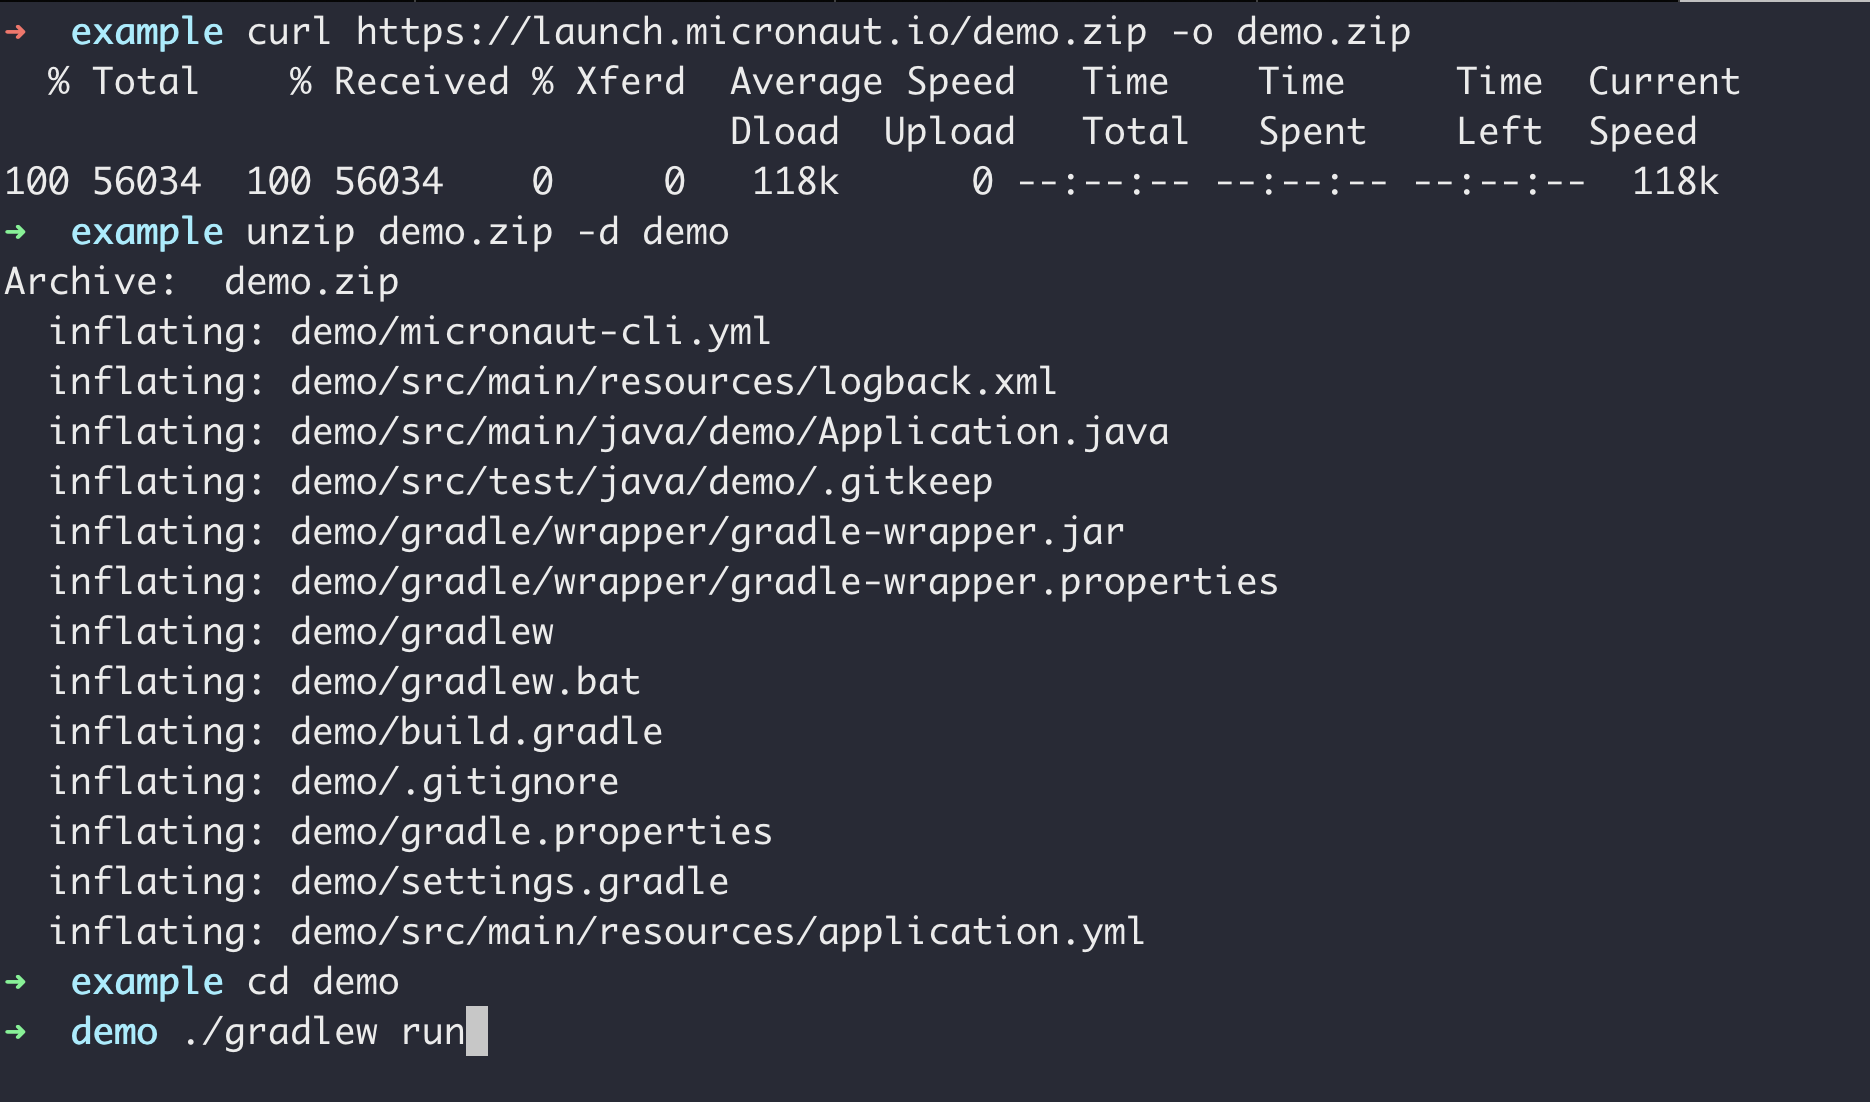 ➜  example curl https://launch.micronaut.io/demo.zip -o demo.zip
  % Total    % Received % Xferd  Average Speed   Time    Time     Time  Current
                                 Dload  Upload   Total   Spent    Left  Speed
100 56034  100 56034    0     0   118k      0 --:--:-- --:--:-- --:--:--  118k
➜  example unzip demo.zip -d demo
Archive:  demo.zip
  inflating: demo/micronaut-cli.yml
  inflating: demo/src/main/resources/logback.xml
  inflating: demo/src/main/java/demo/Application.java
  inflating: demo/src/test/java/demo/.gitkeep
  inflating: demo/gradle/wrapper/gradle-wrapper.jar
  inflating: demo/gradle/wrapper/gradle-wrapper.properties
  inflating: demo/gradlew
  inflating: demo/gradlew.bat
  inflating: demo/build.gradle
  inflating: demo/.gitignore
  inflating: demo/gradle.properties
  inflating: demo/settings.gradle
  inflating: demo/src/main/resources/application.yml
➜  example cd demo
➜  demo ./gradlew run